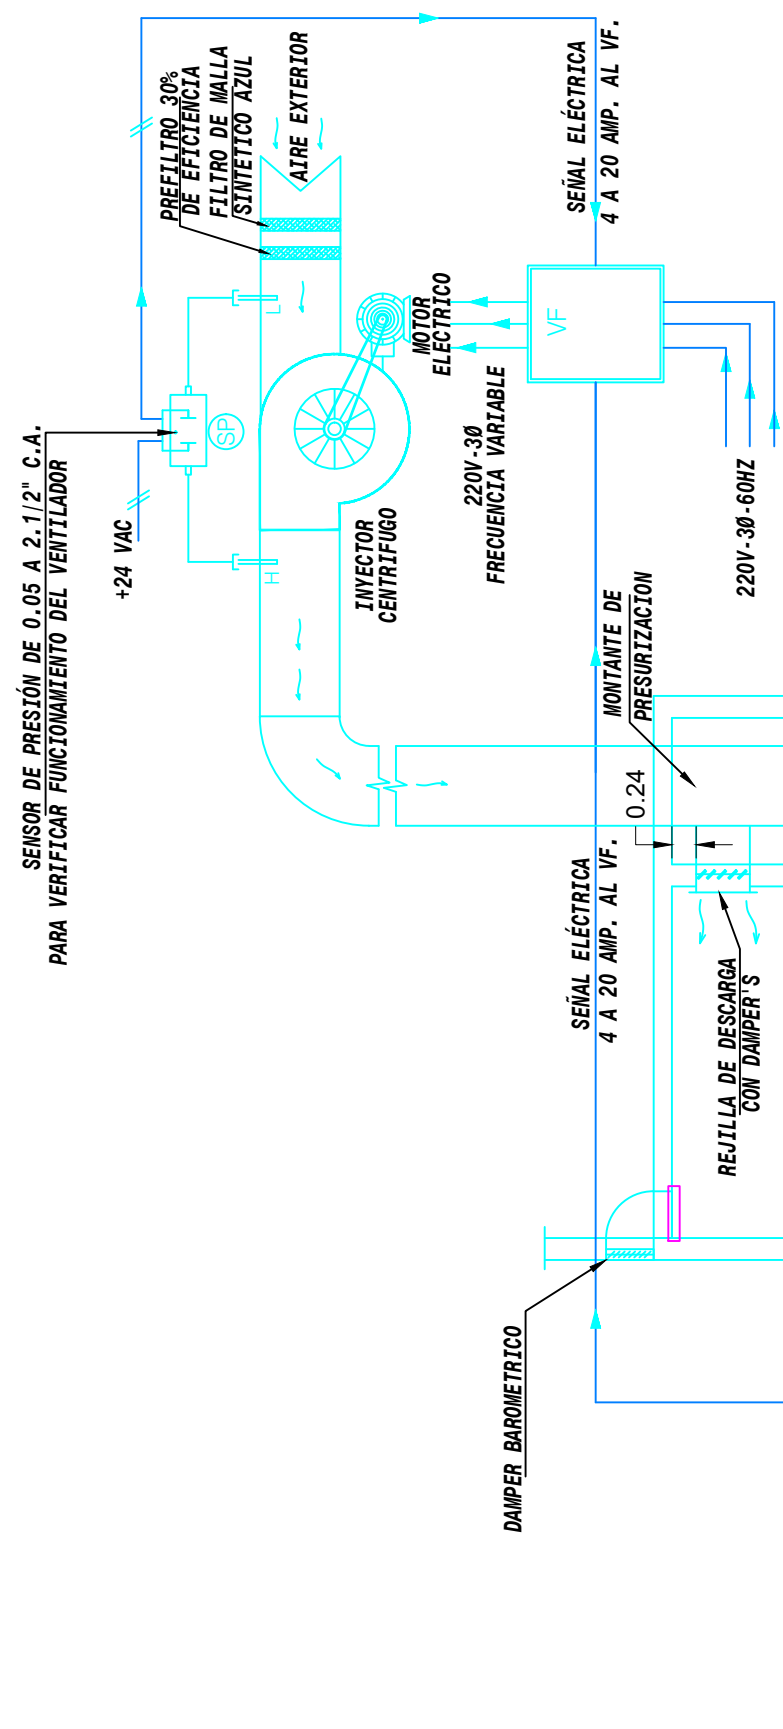 SENSOR DE PRESIÓN DE 0.05 A 2.1/2" C.A.
PARA VERIFICAR FUNCIONAMIENTO DEL VENTILADOR
+24 VAC
SP
H
L
PREFILTRO 30%
DE EFICIENCIA
FILTRO DE MALLA
SINTETICO AZUL
AIRE EXTERIOR
INYECTOR
CENTRIFUGO
MOTOR
ELECTRICO
220V-3Ø
FRECUENCIA VARIABLE
SEÑAL ELÉCTRICA
4 A 20 AMP. AL VF.
VF
220V-3Ø-60HZ
MONTANTE DE
PRESURIZACION
0.24
SEÑAL ELÉCTRICA
4 A 20 AMP. AL VF.
REJILLA DE DESCARGA
CON DAMPER'S
DAMPER BAROMETRICO